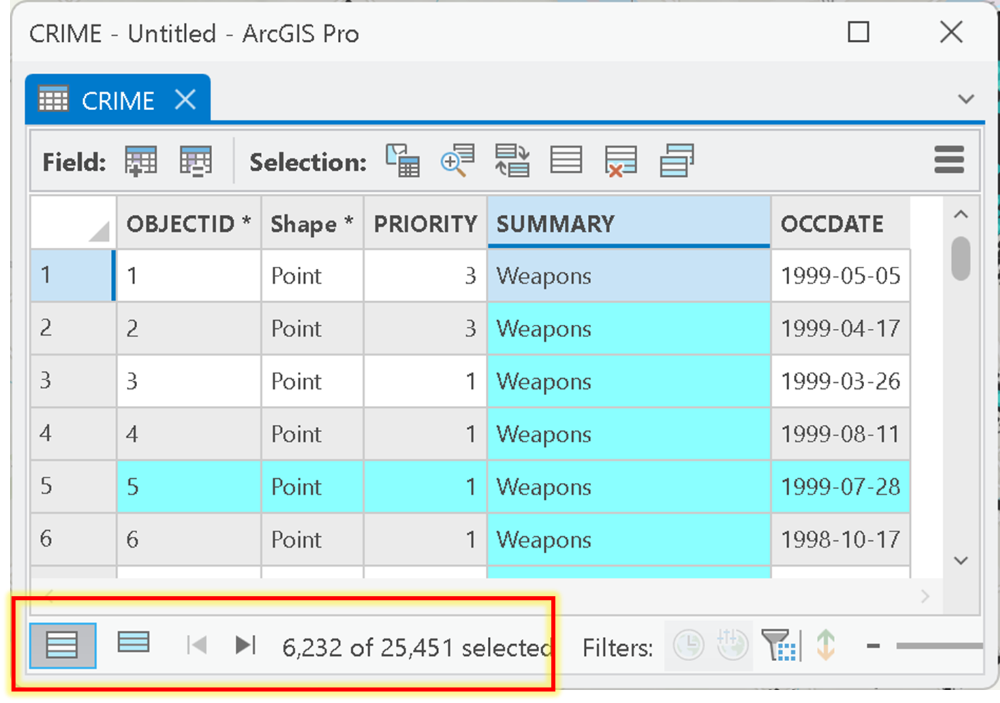 CRIME - Untitled - ArcGIS Pro
CRIME
Field: Selection:
OBJECTID * Shape * PRIORITY SUMMARY OCCDATE
1 1 Point 3 Weapons 1999-05-05
2 2 Point 3 Weapons 1999-04-17
3 3 Point 1 Weapons 1999-03-26
4 4 Point 1 Weapons 1999-08-11
5 5 Point 1 Weapons 1999-07-28
6 6 Point 1 Weapons 1998-10-17
6,232 of 25,451 selected Filters: